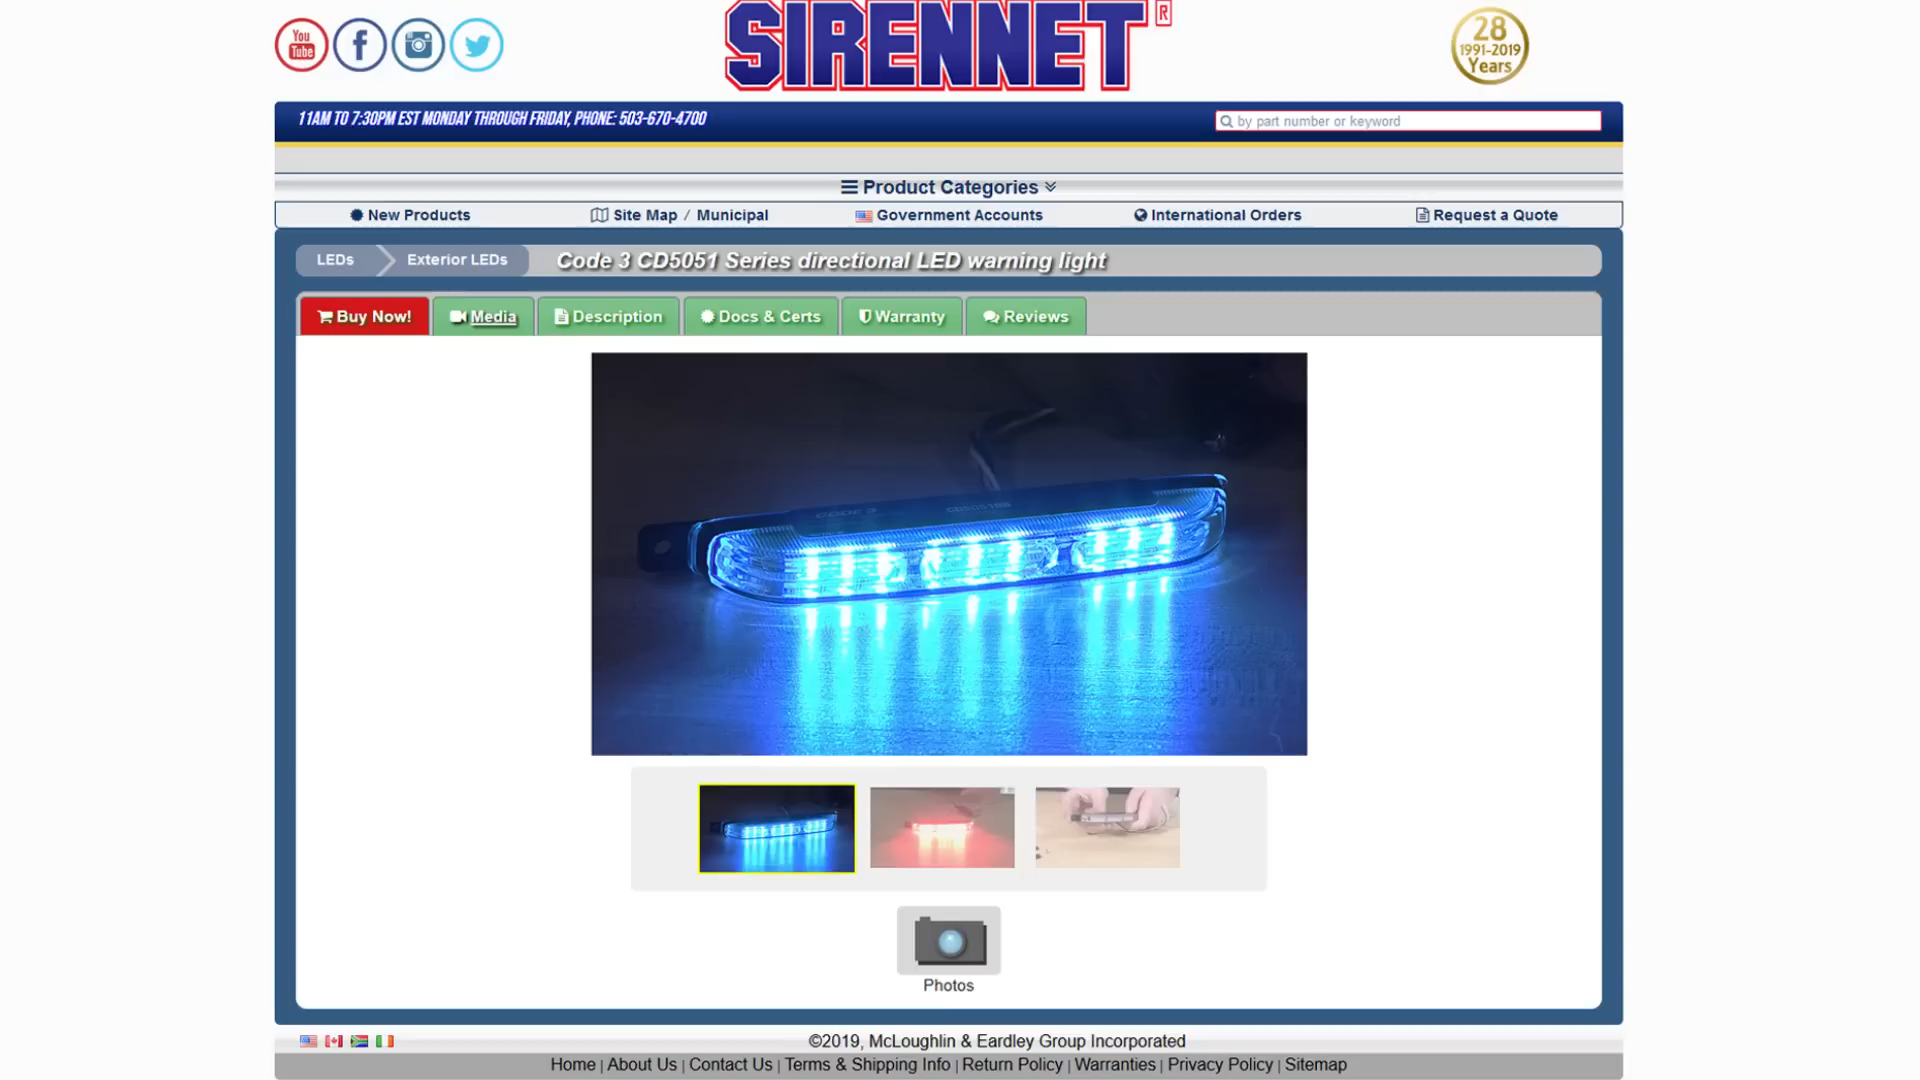 You
Tube
SIRENNET
®
28
1991-2019
Years
11AM TO 7:30PM EST MONDAY THROUGH FRIDAY, PHONE: 503-670-4700
by part number or keyword
Product Categories
New Products
Site Map / Municipal
Government Accounts
International Orders
Request a Quote
LEDs
Exterior LEDs
Code 3 CD5051 Series directional LED warning light
Buy Now!
Media
Description
Docs & Certs
Warranty
Reviews
CODE 3
Photos
©2019, McLoughlin & Eardley Group Incorporated
Home | About Us | Contact Us | Terms & Shipping Info | Return Policy | Warranties | Privacy Policy | Sitemap